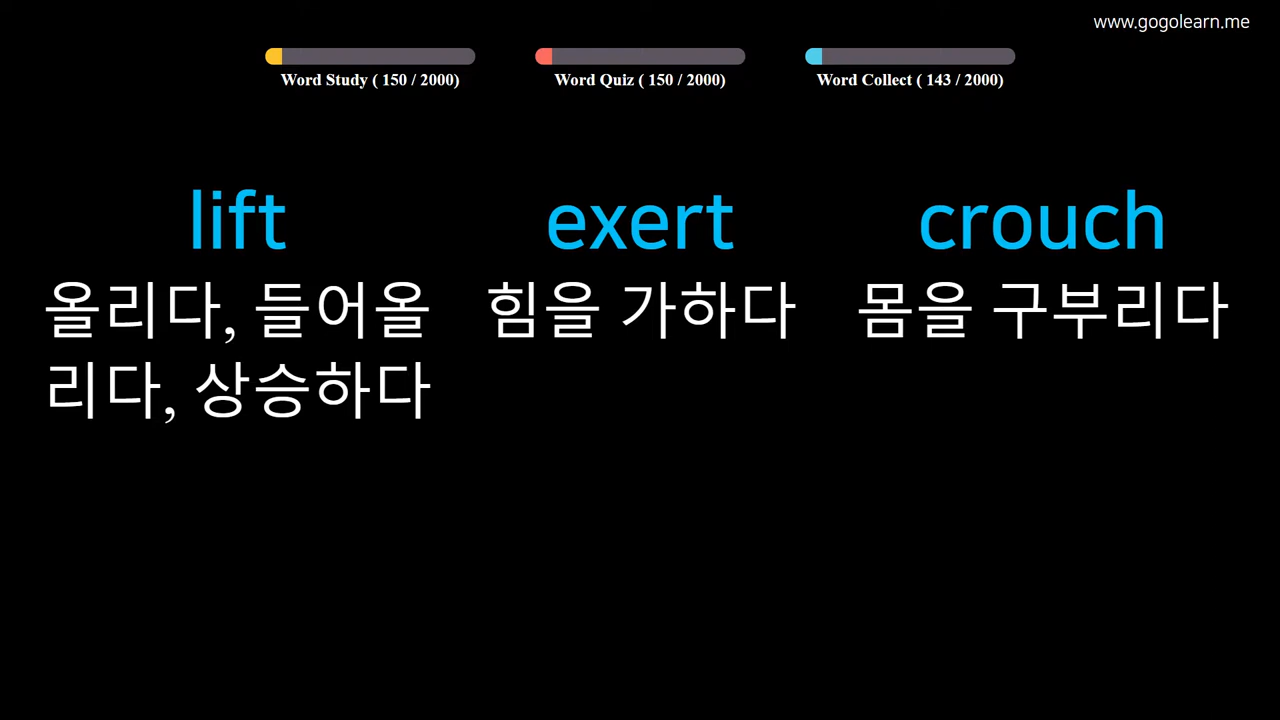 www.gogolearn.me
Word Study ( 150 / 2000)
Word Quiz ( 150 / 2000)
Word Collect ( 143 / 2000)
lift
올리다, 들어올
리다, 상승하다
exert
힘을 가하다
crouch
몸을 구부리다